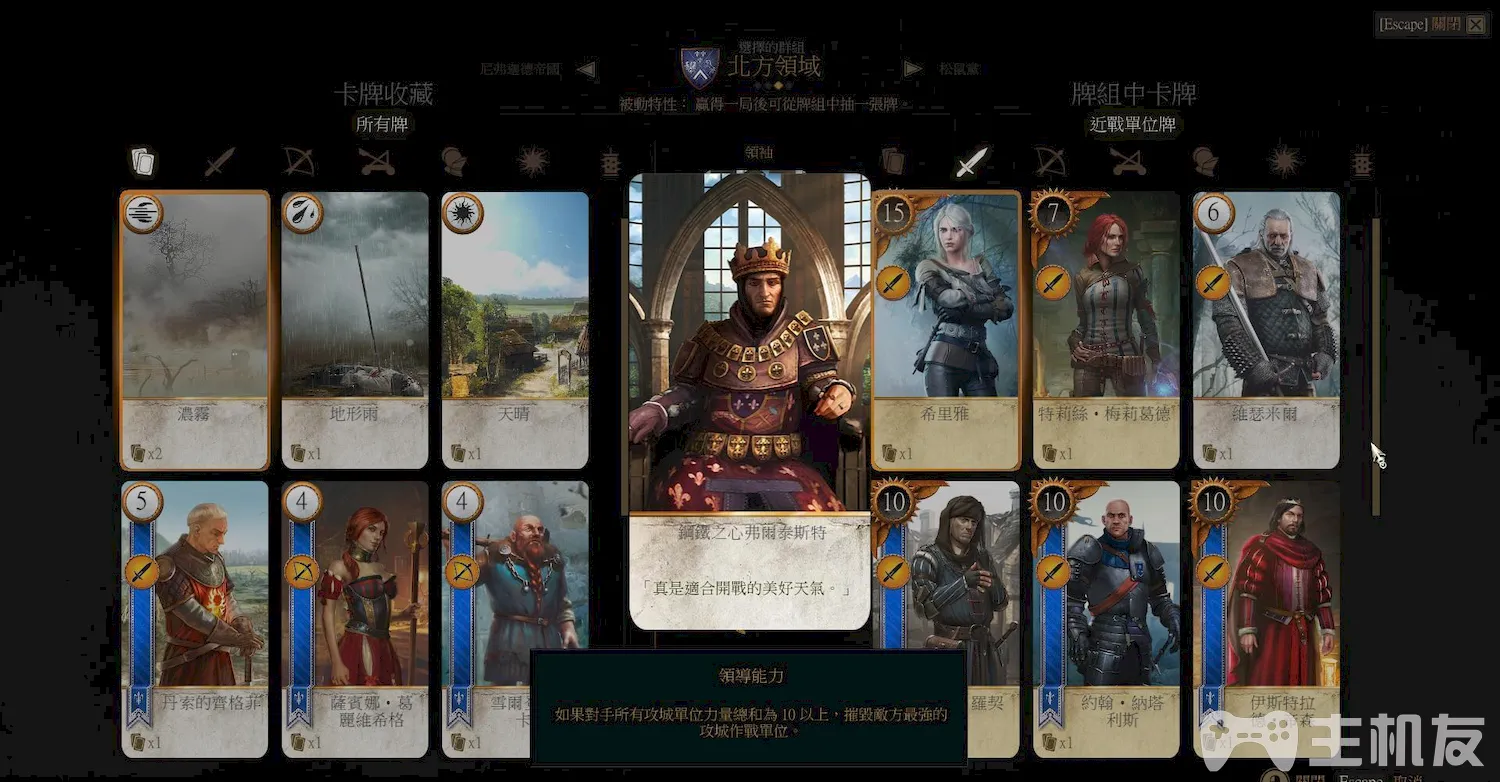 [Escape] 關閉
選擇的群組
尼弗迦德帝國
北方領域
松鼠黨
被動特性： 贏得一局後可從牌組中抽一張牌。
卡牌收藏
所有牌
牌組中卡牌
近戰單位牌
領袖
濃霧
x2
地形雨
x1
天晴
x1
鋼鐵之心弗爾泰斯特
「真是適合開戰的美好天氣。」
15
希里雅
x1
7
特莉絲・梅莉葛德
x1
6
維瑟米爾
x1
5
丹索的齊格菲
x1
4
薩賓娜・葛
麗維希格
x1
4
雪爾
卡
x1
10
羅契
10
約翰・納塔
利斯
x1
10
伊斯特拉
領導能力
如果對手所有攻城單位力量總和為 10 以上，摧毀敵方最強的
攻城作戰單位。
主机友
Escape 取消